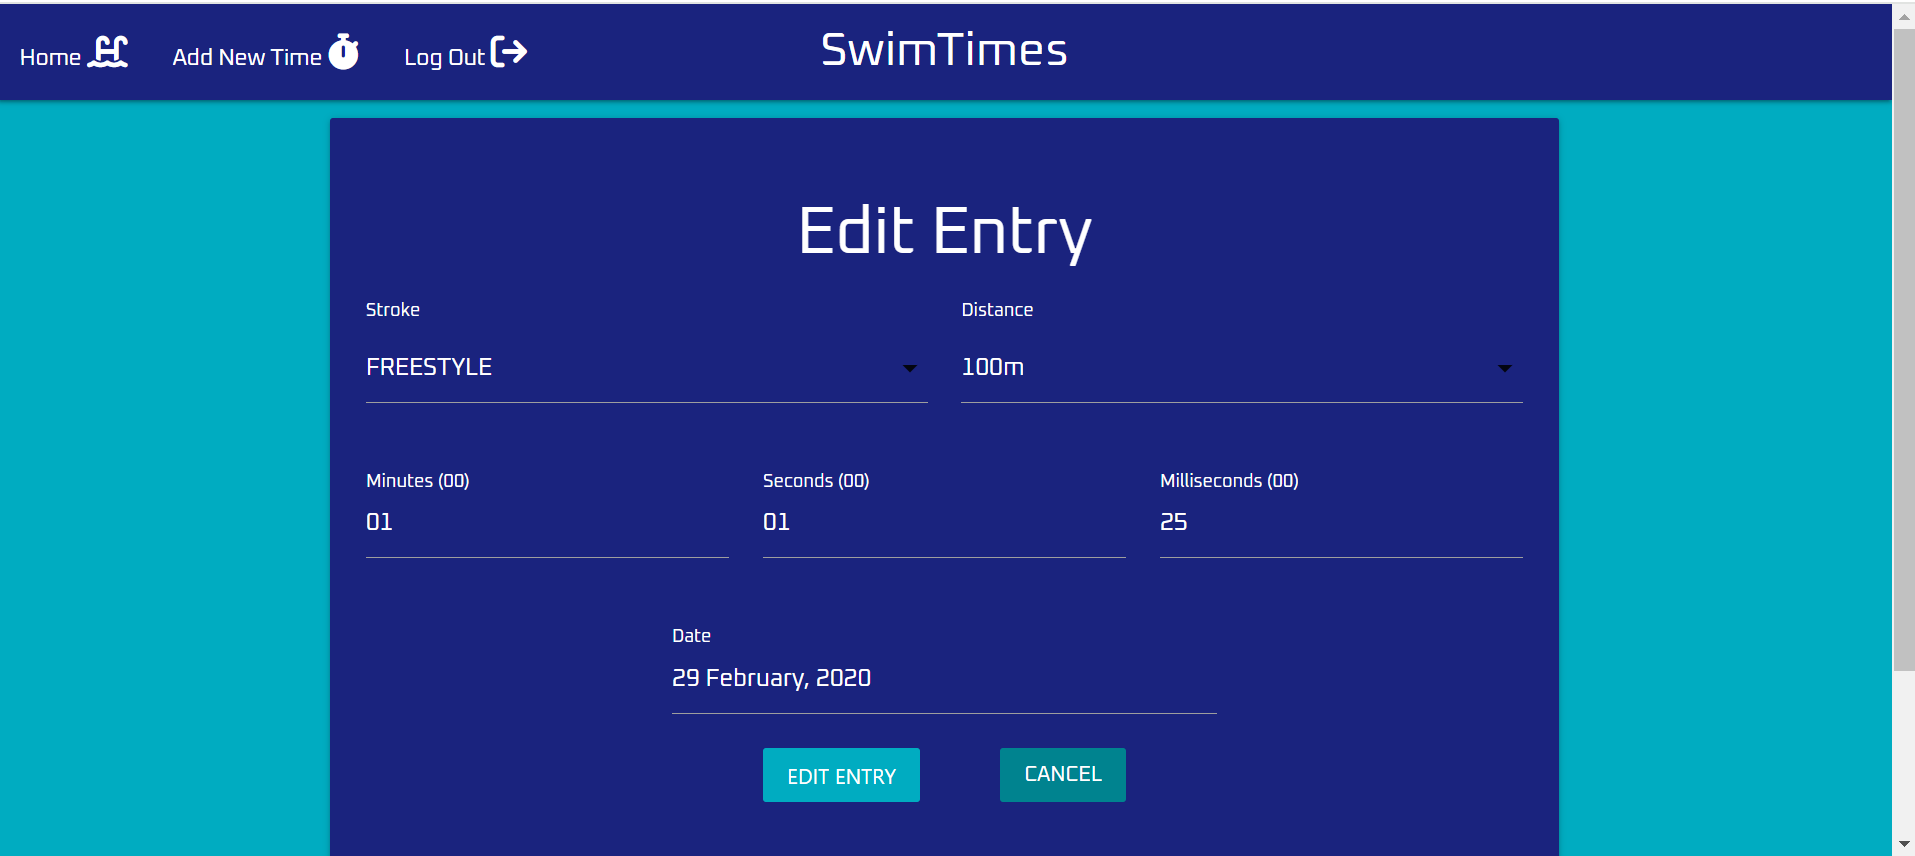 Home Add New Time Log Out SwimTimes
Edit Entry
Stroke Distance
FREESTYLE 100m
Minutes (00) Seconds (00) Milliseconds (00)
01 01 25
Date
29 February, 2020
EDIT ENTRY CANCEL